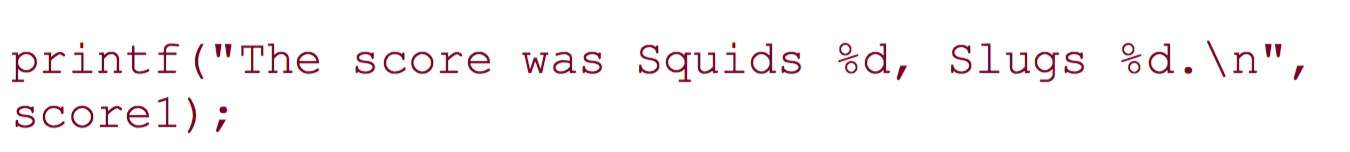 printf("The score was Squids %d, Slugs %d.\n",
score1);